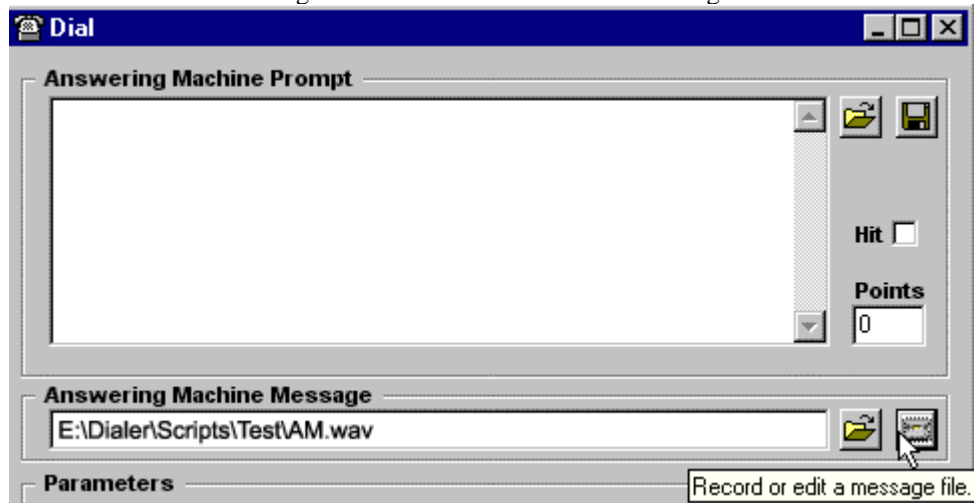 Dial
Answering Machine Prompt
Hit
Points
0
Answering Machine Message
E:\Dialer\Scripts\Test\AM.wav
Parameters
Record or edit a message file.